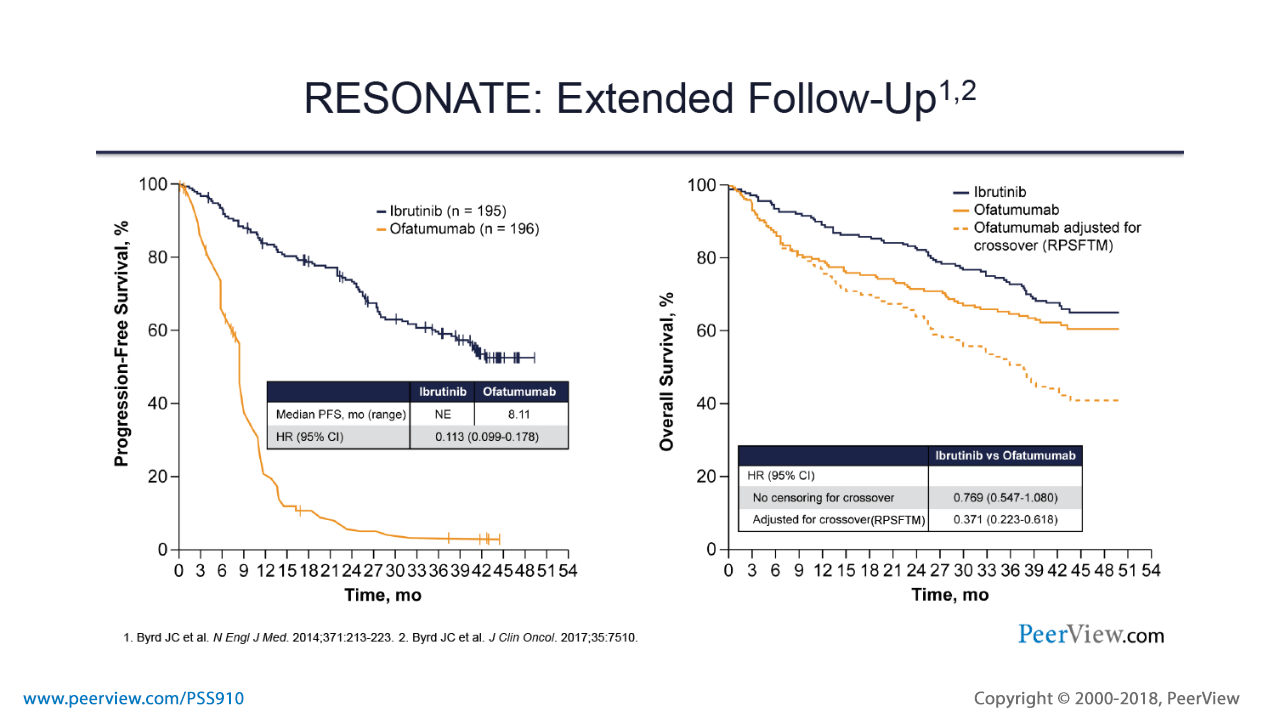 RESONATE: Extended Follow-Up1,2
Progression-Free Survival, %
100
80
60
40
20
0
Ibrutinib (n = 195)
Ofatumumab (n = 196)
Ibrutinib Ofatumumab
Median PFS, mo (range) NE 8.11
HR (95% CI) 0.113 (0.099-0.178)
0 3 6 9 12 15 18 21 24 27 30 33 36 39 42 45 48 51 54
Time, mo
Overall Survival, %
100
80
60
40
20
0
Ibrutinib
Ofatumumab
Ofatumumab adjusted for
crossover (RPSFTM)
Ibrutinib vs Ofatumumab
HR (95% CI)
No censoring for crossover 0.769 (0.547-1.080)
Adjusted for crossover(RPSFTM) 0.371 (0.223-0.618)
0 3 6 9 12 15 18 21 24 27 30 33 36 39 42 45 48 51 54
Time, mo
1. Byrd JC et al. N Engl J Med. 2014;371:213-223. 2. Byrd JC et al. J Clin Oncol. 2017;35:7510.
PeerView.com
www.peerview.com/PSS910
Copyright © 2000-2018, PeerView